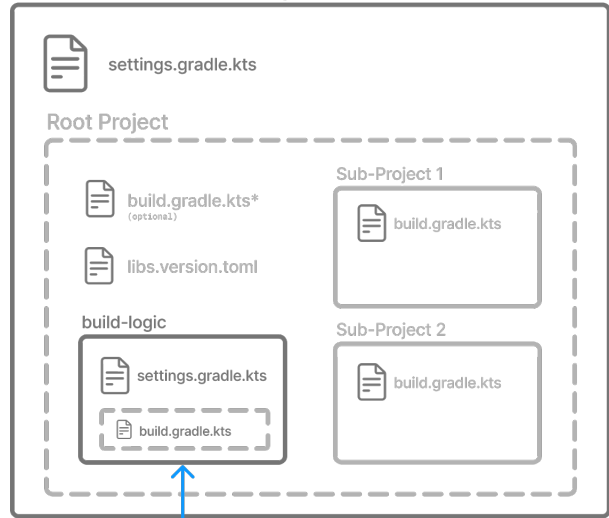 settings.gradle.kts
Root Project
build.gradle.kts*
(optional)
libs.version.toml
build-logic
settings.gradle.kts
build.gradle.kts
Sub-Project 1
build.gradle.kts
Sub-Project 2
build.gradle.kts